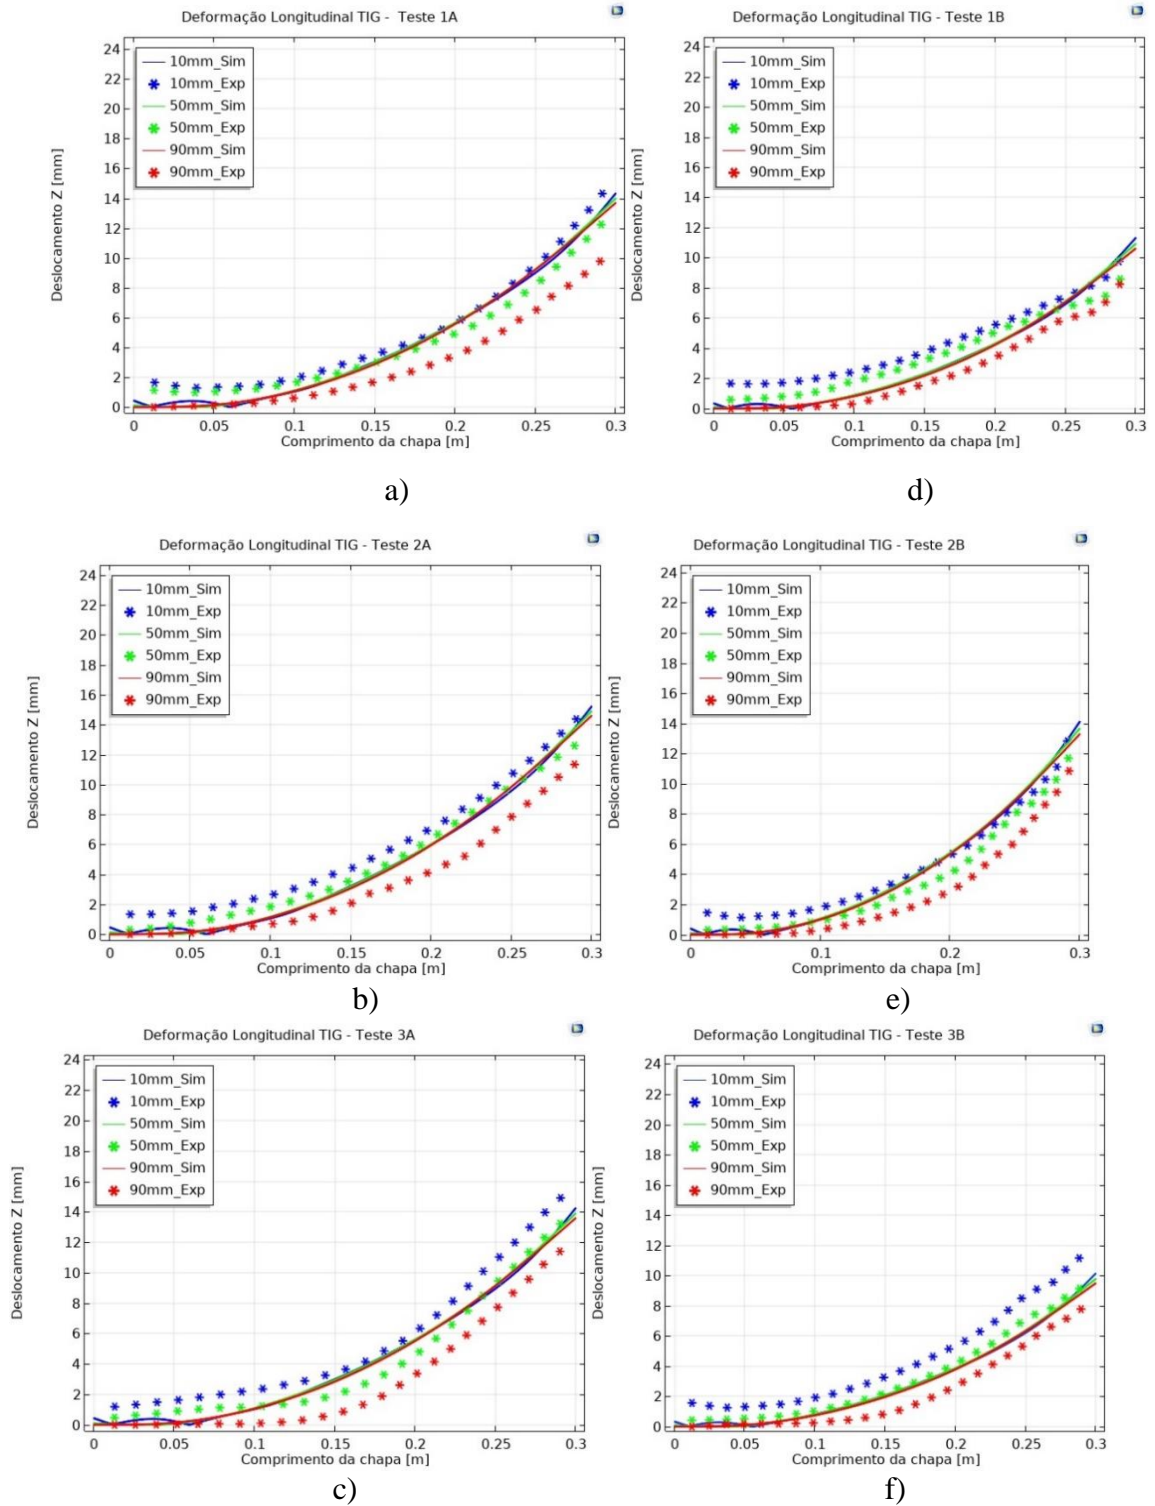 Deformação Longitudinal TIG - Teste 1A
24
22
20
18
16
14
12
10
8
6
4
2
0
10mm_Sim
10mm_Exp
50mm_Sim
50mm_Exp
90mm_Sim
90mm_Exp
Deslocamento Z [mm]
0 0.05 0.1 0.15 0.2 0.25 0.3
Comprimento da chapa [m]
a)
Deformação Longitudinal TIG - Teste 1B
24
22
20
18
16
14
12
10
8
6
4
2
0
10mm_Sim
10mm_Exp
50mm_Sim
50mm_Exp
90mm_Sim
90mm_Exp
Deslocamento Z [mm]
0 0.05 0.1 0.15 0.2 0.25 0.3
Comprimento da chapa [m]
d)
Deformação Longitudinal TIG - Teste 2A
24
22
20
18
16
14
12
10
8
6
4
2
0
10mm_Sim
10mm_Exp
50mm_Sim
50mm_Exp
90mm_Sim
90mm_Exp
Deslocamento Z [mm]
0 0.05 0.1 0.15 0.2 0.25 0.3
Comprimento da chapa [m]
b)
Deformação Longitudinal TIG - Teste 2B
24
22
20
18
16
14
12
10
8
6
4
2
0
10mm_Sim
10mm_Exp
50mm_Sim
50mm_Exp
90mm_Sim
90mm_Exp
Deslocamento Z [mm]
0 0.1 0.2 0.3
Comprimento da chapa [m]
e)
Deformação Longitudinal TIG - Teste 3A
24
22
20
18
16
14
12
10
8
6
4
2
0
10mm_Sim
10mm_Exp
50mm_Sim
50mm_Exp
90mm_Sim
90mm_Exp
Deslocamento Z [mm]
0 0.05 0.1 0.15 0.2 0.25 0.3
Comprimento da chapa [m]
c)
Deformação Longitudinal TIG - Teste 3B
24
22
20
18
16
14
12
10
8
6
4
2
0
10mm_Sim
10mm_Exp
50mm_Sim
50mm_Exp
90mm_Sim
90mm_Exp
Deslocamento Z [mm]
0 0.05 0.1 0.15 0.2 0.25 0.3
Comprimento da chapa [m]
f)